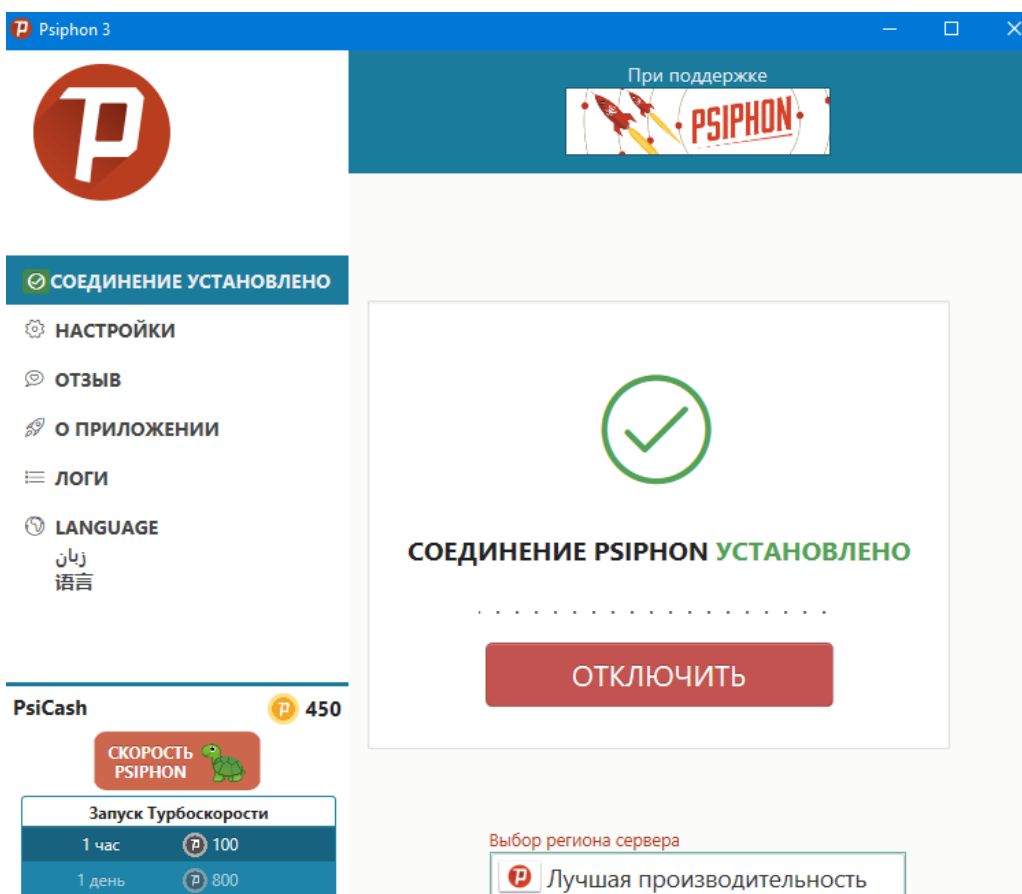 Psiphon 3
При поддержке
PSIPHON
СОЕДИНЕНИЕ УСТАНОВЛЕНО
НАСТРОЙКИ
ОТЗЫВ
О ПРИЛОЖЕНИИ
ЛОГИ
LANGUAGE
زبان
语言
СОЕДИНЕНИЕ PSIPHON УСТАНОВЛЕНО
ОТКЛЮЧИТЬ
PsiCash 450
СКОРОСТЬ
PSIPHON
Запуск Турбоскорости
1 час 100
1 день 800
Выбор региона сервера
Лучшая производительность